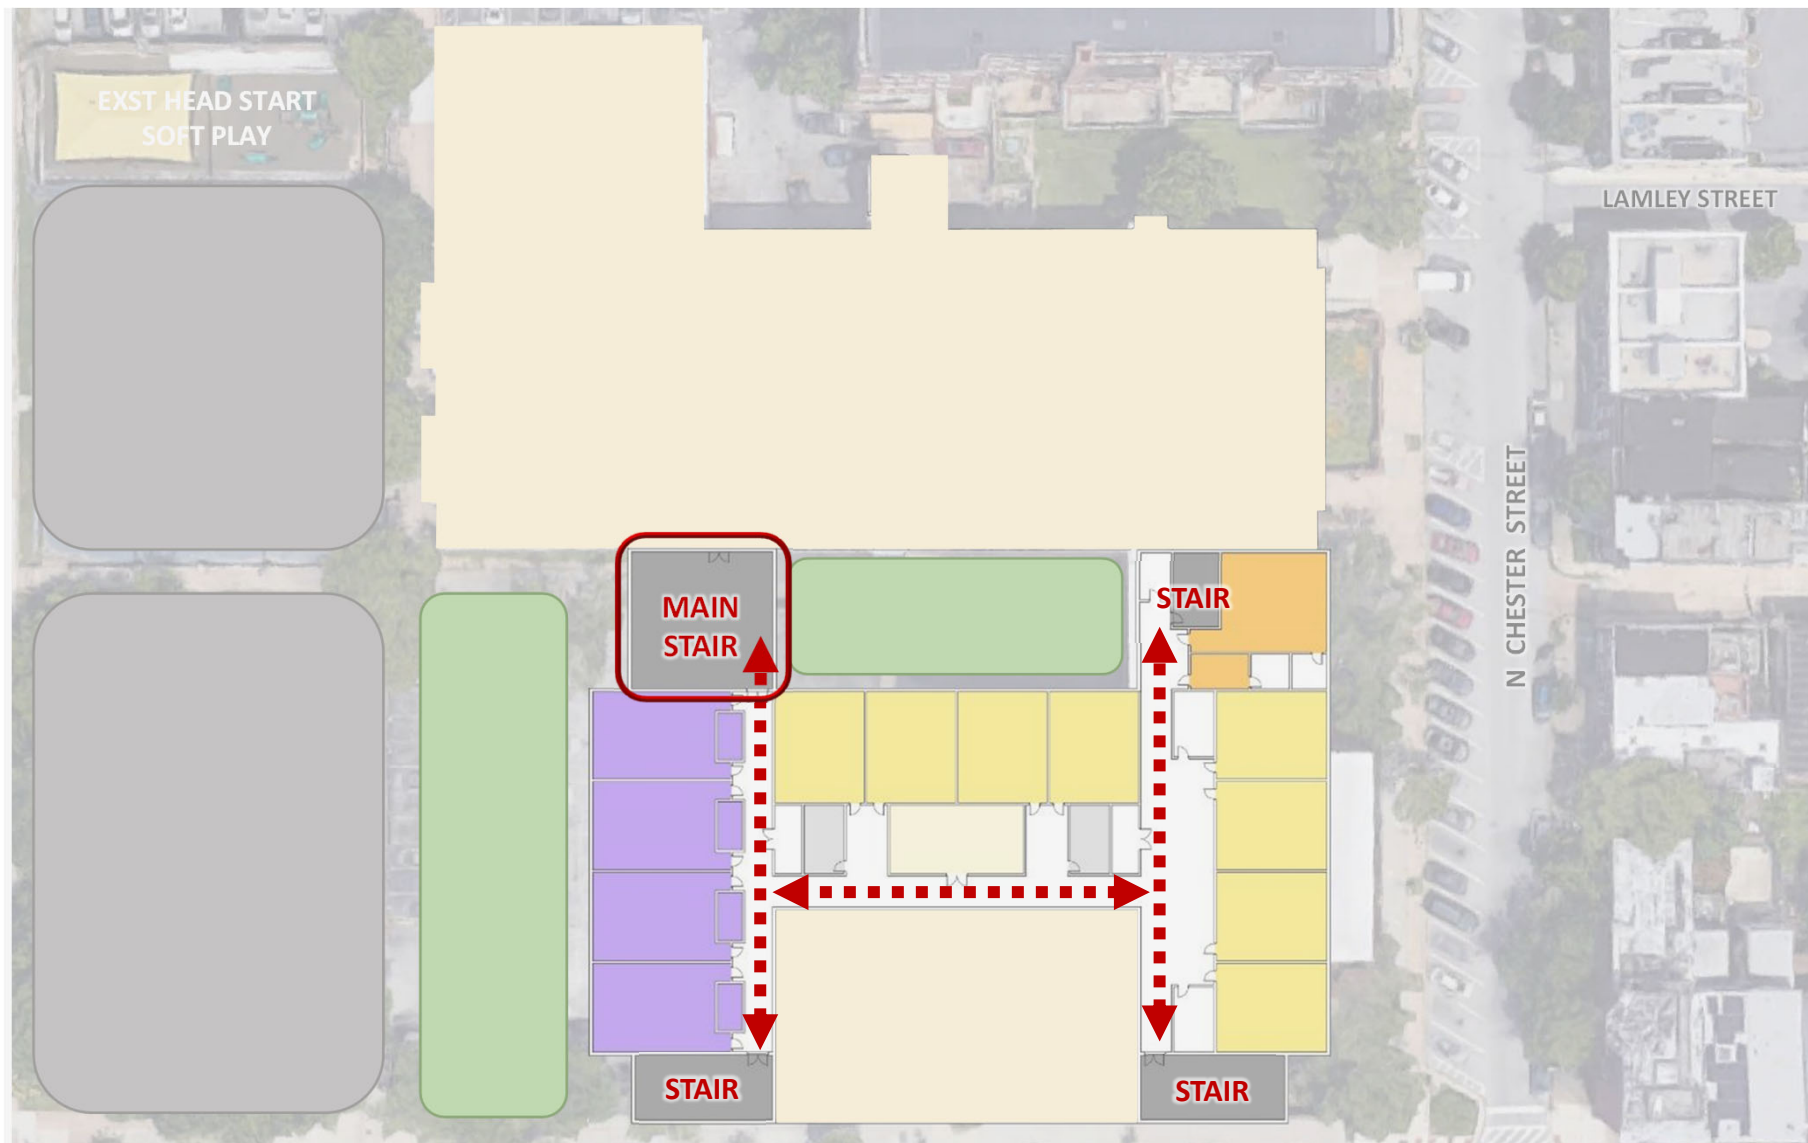 EXST HEAD START
SOFT PLAY
LAMLEY STREET
N CHESTER STREET
MAIN
STAIR
STAIR
STAIR
STAIR